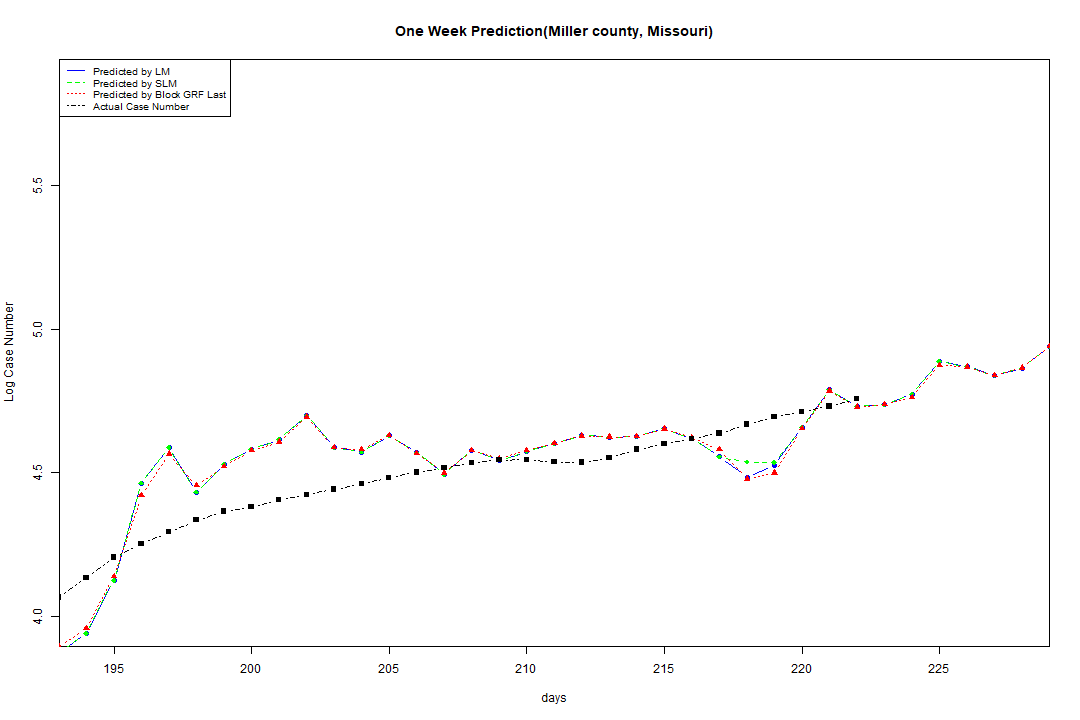 One Week Prediction(Miller county, Missouri)
Predicted by LM
Predicted by SLM
Predicted by Block GRF Last
Actual Case Number
5.5
5.0
4.5
4.0
Log Case Number
195 200 205 210 215 220 225
days